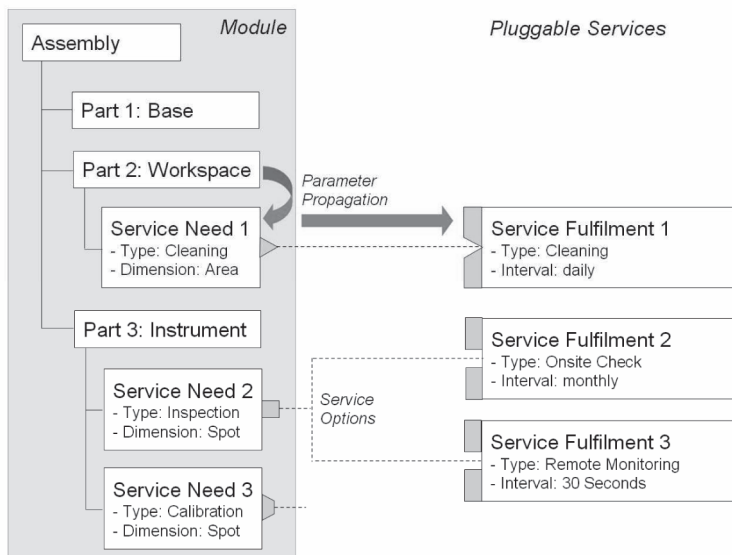 Module
Pluggable Services
Assembly
Part 1: Base
Part 2: Workspace
Parameter
Propagation
Service Need 1
- Type: Cleaning
- Dimension: Area
Service Fulfilment 1
- Type: Cleaning
- Interval: daily
Part 3: Instrument
Service Fulfilment 2
- Type: Onsite Check
- Interval: monthly
Service Need 2
- Type: Inspection
- Dimension: Spot
Service
Options
Service Fulfilment 3
- Type: Remote Monitoring
- Interval: 30 Seconds
Service Need 3
- Type: Calibration
- Dimension: Spot